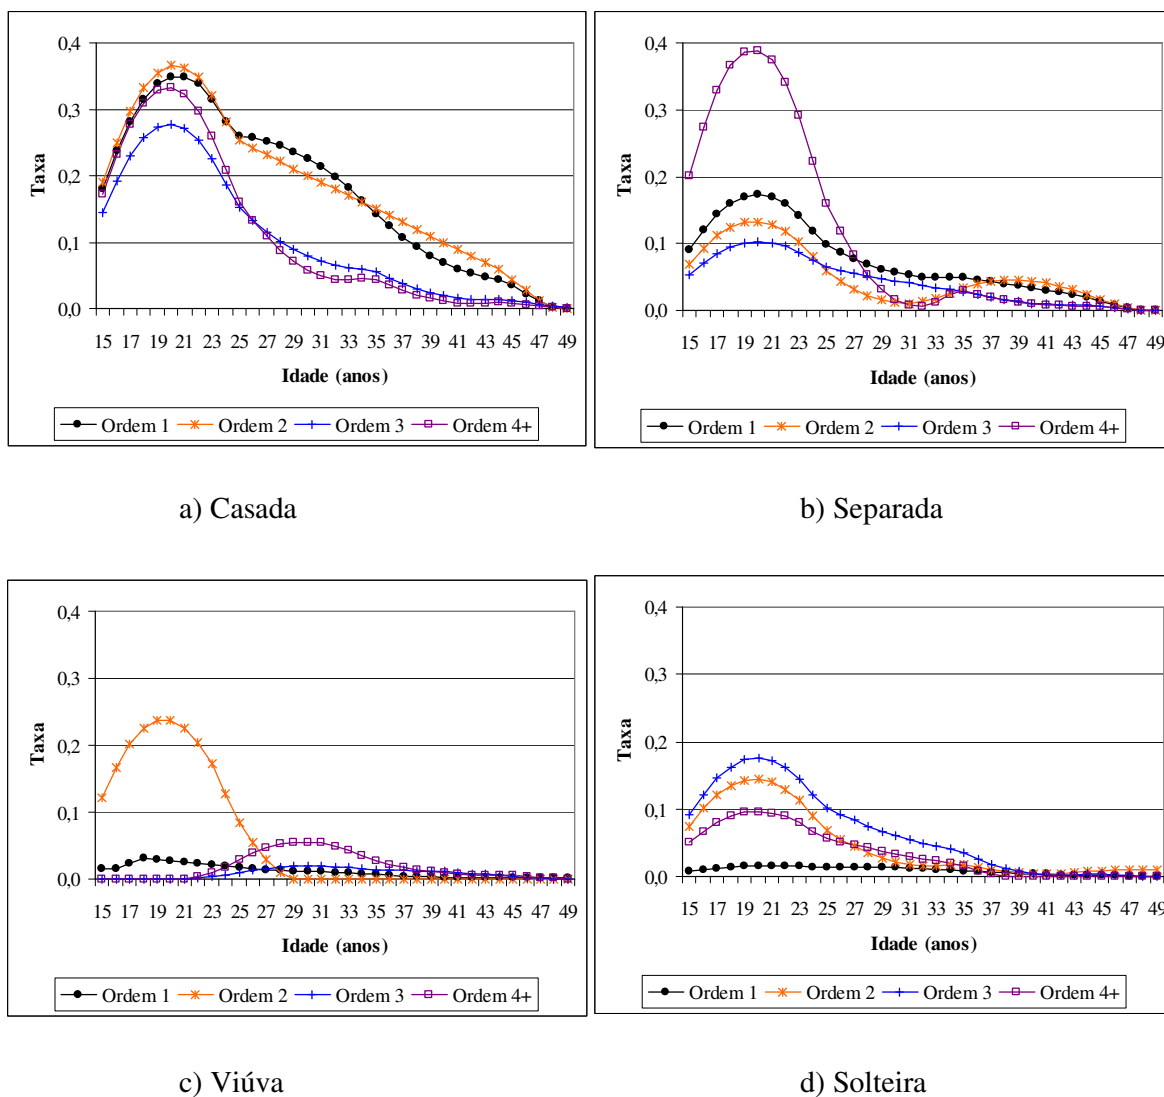 0,4
0,3
0,2
0,1
0,0
Taxa
15 17 19 21 23 25 27 29 31 33 35 37 39 41 43 45 47 49
Idade (anos)
Ordem 1 Ordem 2 Ordem 3 Ordem 4+
a) Casada
0,4
0,3
0,2
0,1
0,0
Taxa
15 17 19 21 23 25 27 29 31 33 35 37 39 41 43 45 47 49
Idade (anos)
Ordem 1 Ordem 2 Ordem 3 Ordem 4+
b) Separada
0,4
0,3
0,2
0,1
0,0
Taxa
15 17 19 21 23 25 27 29 31 33 35 37 39 41 43 45 47 49
Idade (anos)
Ordem 1 Ordem 2 Ordem 3 Ordem 4+
c) Viúva
0,4
0,3
0,2
0,1
0,0
Taxa
15 17 19 21 23 25 27 29 31 33 35 37 39 41 43 45 47 49
Idade (anos)
Ordem 1 Ordem 2 Ordem 3 Ordem 4+
d) Solteira